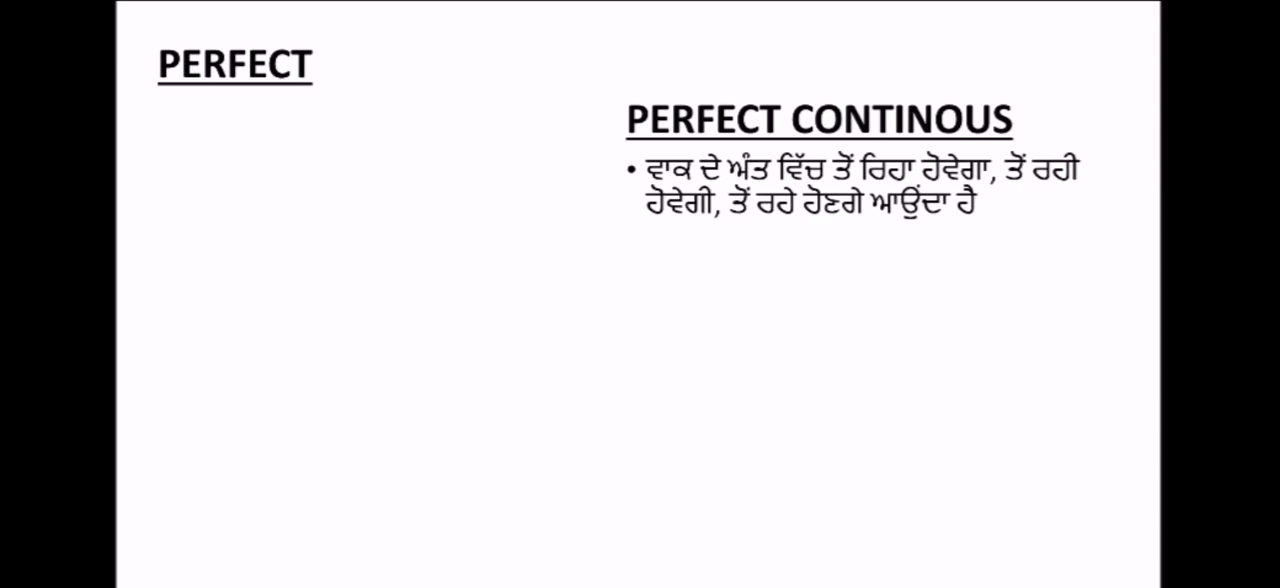 PERFECT
PERFECT CONTINOUS
• ਵਾਕ ਦੇ ਅੰਤ ਵਿੱਚ ਤੋਂ ਰਿਹਾ ਹੋਵੇਗਾ, ਤੋਂ ਰਹੀ
ਹੋਵੇਗੀ, ਤੋਂ ਰਹੇ ਹੋਣਗੇ ਆਉਂਦਾ ਹੈ